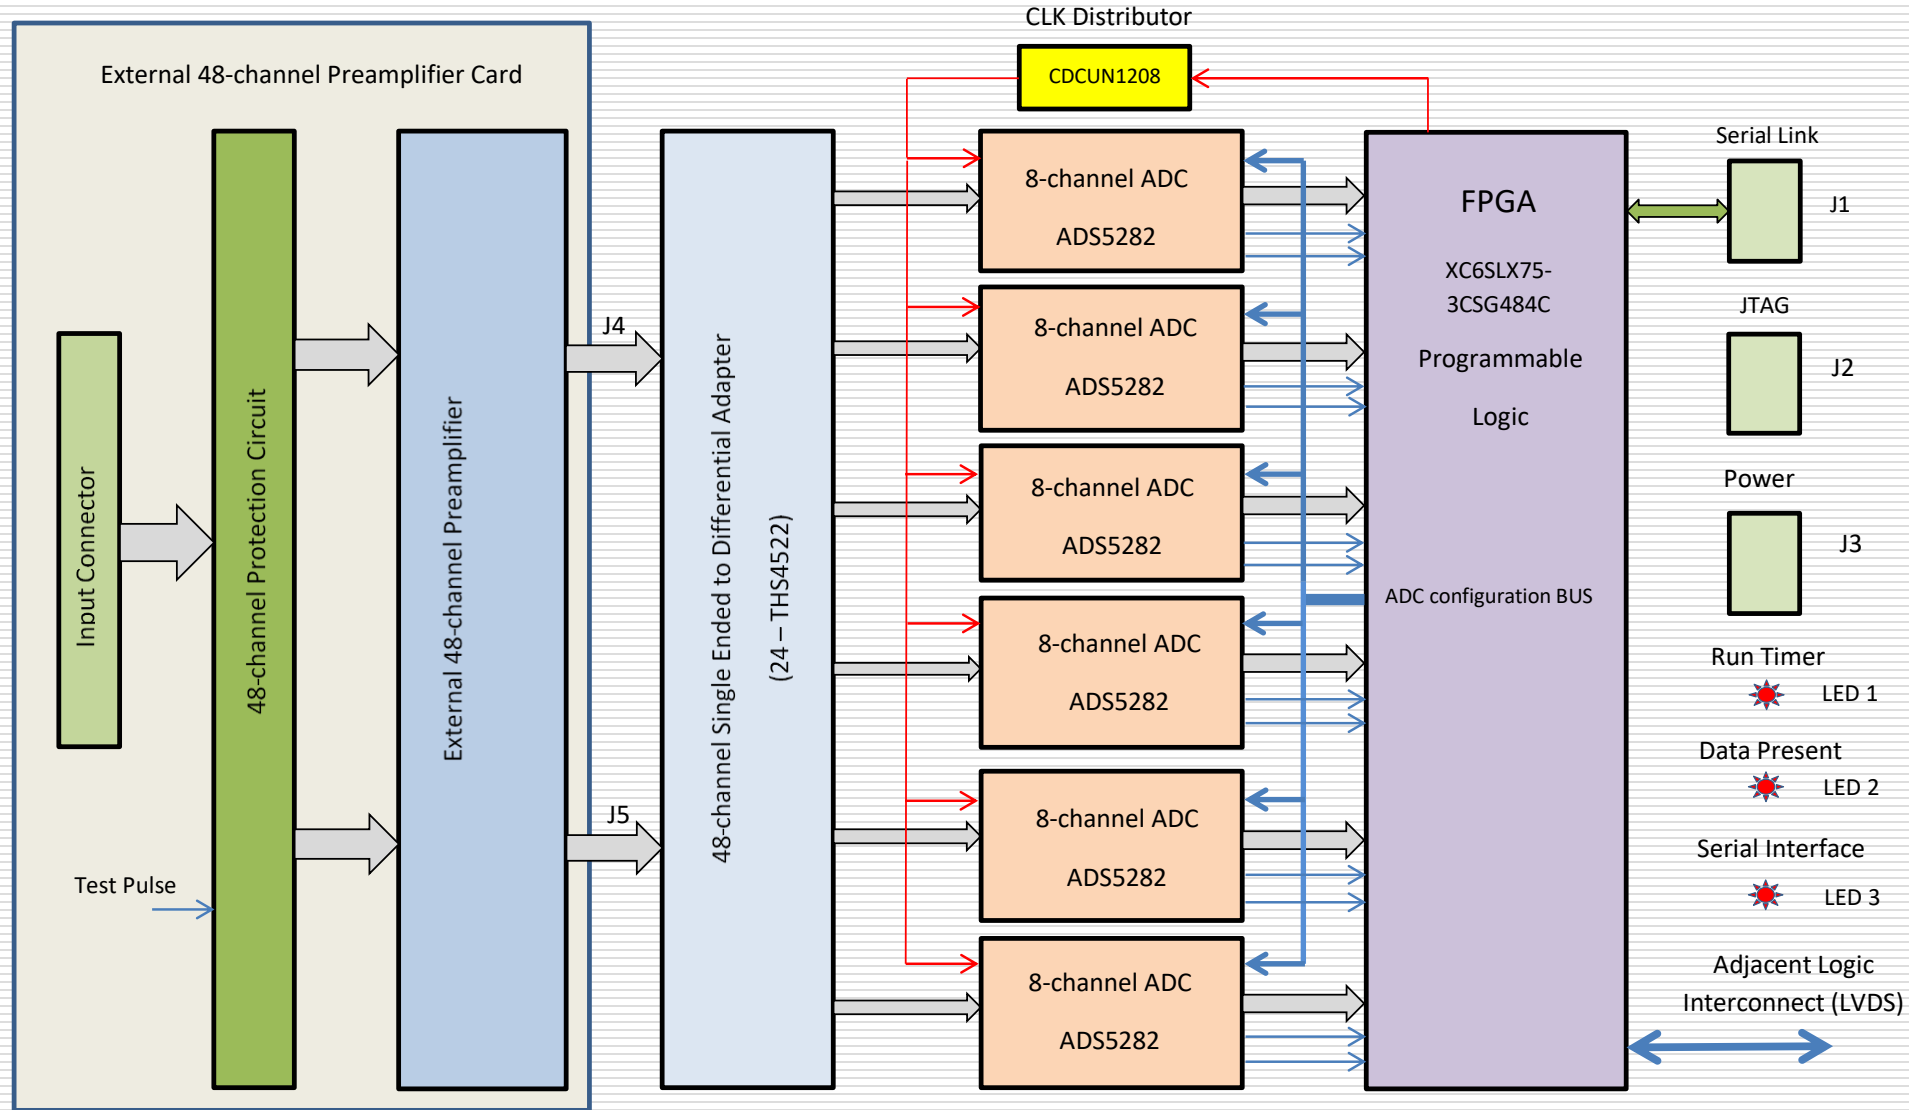 CLK Distributor
CDCUN1208
External 48-channel Preamplifier Card
Input Connector
48-channel Protection Circuit
External 48-channel Preamplifier
Test Pulse
J4
J5
48-channel Single Ended to Differential Adapter
(24 – THS4522)
8-channel ADC
ADS5282
8-channel ADC
ADS5282
8-channel ADC
ADS5282
8-channel ADC
ADS5282
8-channel ADC
ADS5282
8-channel ADC
ADS5282
FPGA
XC6SLX75-
3CSG484C
Programmable
Logic
ADC configuration BUS
Serial Link
J1
JTAG
J2
Power
J3
Run Timer
LED 1
Data Present
LED 2
Serial Interface
LED 3
Adjacent Logic
Interconnect (LVDS)